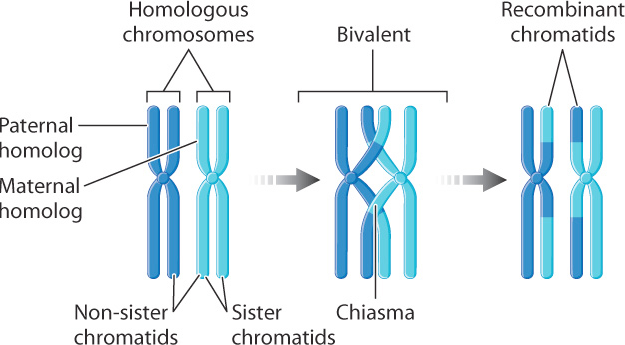 Homologous
chromosomes
Bivalent
Recombinant
chromatids
Paternal
homolog
Maternal
homolog
Non-sister
chromatids
Sister
chromatids
Chiasma